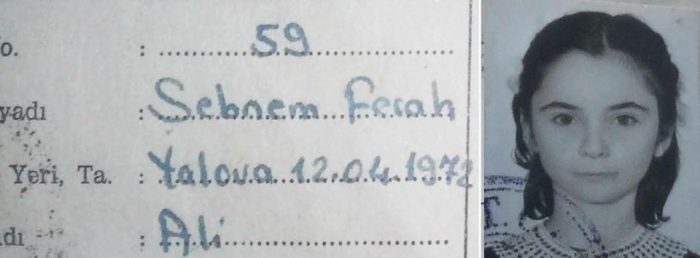 o. : 59
yadı : Sebnem Ferah
Yeri, Ta. : Yalova 12.04.1972
dı : Ali